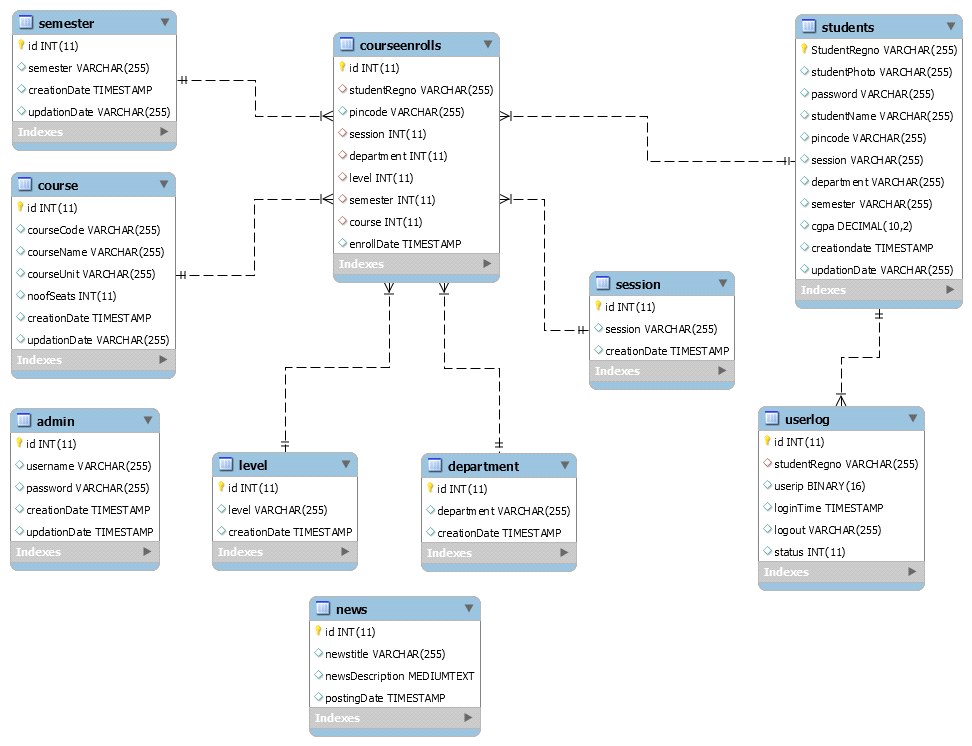 semester
id INT(11)
semester VARCHAR(255)
creationDate TIMESTAMP
updationDate VARCHAR(255)
Indexes
course
id INT(11)
courseCode VARCHAR(255)
courseName VARCHAR(255)
courseUnit VARCHAR(255)
noofSeats INT(11)
creationDate TIMESTAMP
updationDate VARCHAR(255)
Indexes
admin
id INT(11)
username VARCHAR(255)
password VARCHAR(255)
creationDate TIMESTAMP
updationDate TIMESTAMP
Indexes
courseenrolls
id INT(11)
studentRegno VARCHAR(255)
pincode VARCHAR(255)
session INT(11)
department INT(11)
level INT(11)
semester INT(11)
course INT(11)
enrollDate TIMESTAMP
Indexes
level
id INT(11)
level VARCHAR(255)
creationDate TIMESTAMP
Indexes
department
id INT(11)
department VARCHAR(255)
creationDate TIMESTAMP
Indexes
news
id INT(11)
newstitle VARCHAR(255)
newsDescription MEDIUMTEXT
postingDate TIMESTAMP
Indexes
session
id INT(11)
session VARCHAR(255)
creationDate TIMESTAMP
Indexes
students
StudentRegno VARCHAR(255)
studentPhoto VARCHAR(255)
password VARCHAR(255)
studentName VARCHAR(255)
pincode VARCHAR(255)
session VARCHAR(255)
department VARCHAR(255)
semester VARCHAR(255)
cgpa DECIMAL(10,2)
creationdate TIMESTAMP
updationDate VARCHAR(255)
Indexes
userlog
id INT(11)
studentRegno VARCHAR(255)
userip BINARY(16)
loginTime TIMESTAMP
logout VARCHAR(255)
status INT(11)
Indexes